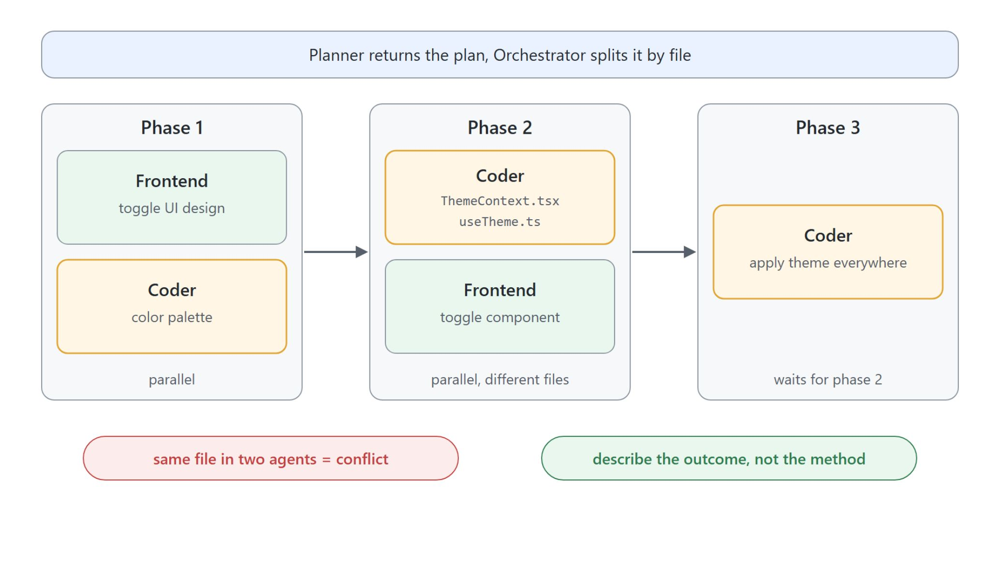 Planner returns the plan, Orchestrator splits it by file
Phase 1
Frontend
toggle UI design
Coder
color palette
parallel
Phase 2
Coder
ThemeContext.tsx
useTheme.ts
Frontend
toggle component
parallel, different files
Phase 3
Coder
apply theme everywhere
waits for phase 2
same file in two agents = conflict
describe the outcome, not the method